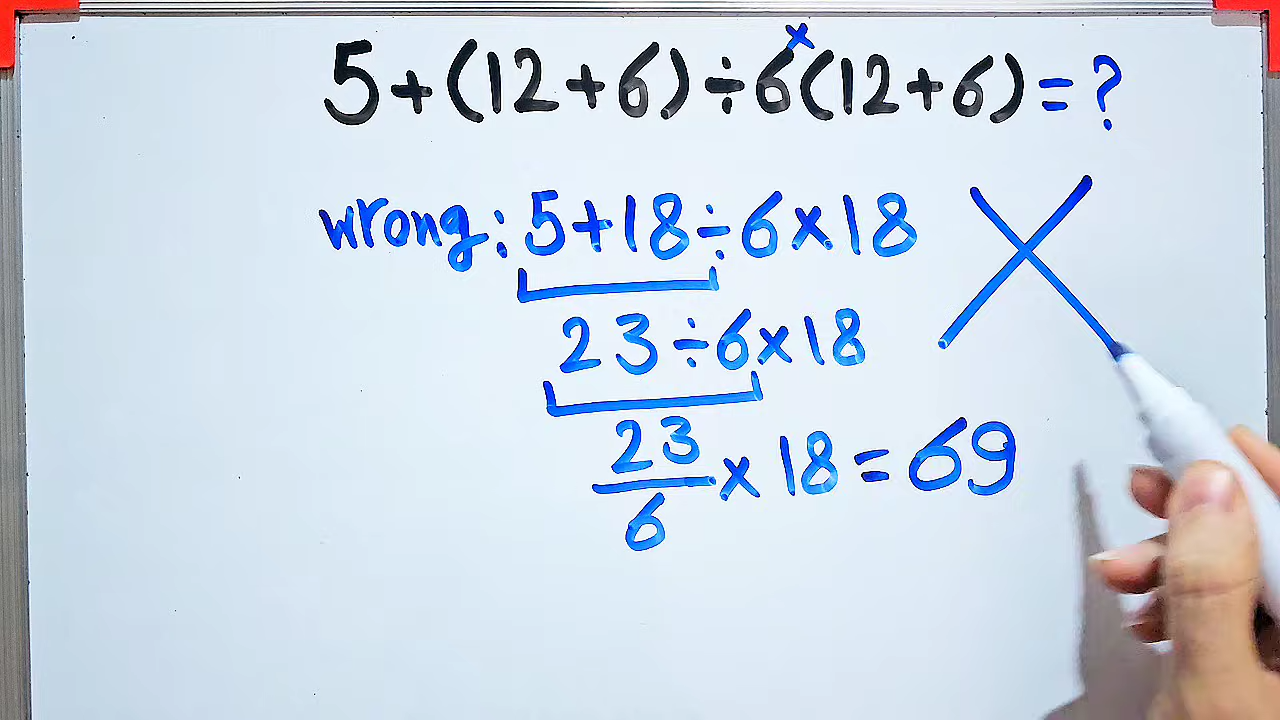 5+(12+6)÷6×(12+6)=?
wrong: 5+18÷6×18
23÷6×18
23/6 × 18 = 69